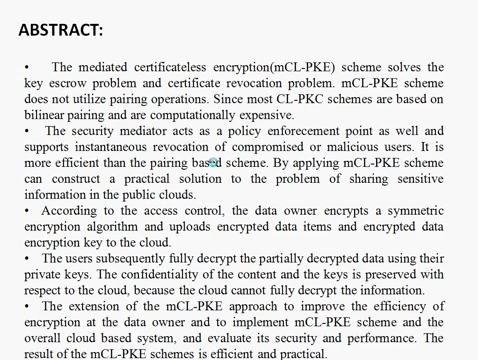 ABSTRACT:
• The mediated certificateless encryption(mCL-PKE) scheme solves the
key escrow problem and certificate revocation problem. mCL-PKE scheme
does not utilize pairing operations. Since most CL-PKC schemes are based on
bilinear pairing and are computationally expensive.
• The security mediator acts as a policy enforecement point as well and
supports instantaneous revocation of compromised or malicious users. It is
more efficient than the pairing based scheme. By applying mCL-PKE scheme
can construct a practical solution to the problem of sharing sensitive
information in the public clouds.
• According to the access control, the data owner encrypts a symmetric
encryption algorithm and uploads encrypted data items and encrypted data
encryption key to the cloud.
• The users subsequently fully decrypt the partially decrypted data using their
private keys. The confidentiality of the content and the keys is preserved with
respect to the cloud, because the cloud cannot fully decrypt the information.
• The extension of the mCL-PKE approach to improve the efficiency of
encryption at the data owner and to implement mCL-PKE scheme and the
overall cloud based system, and evaluate its security and performance. The
result of the mCL-PKE schemes is efficient and practical.